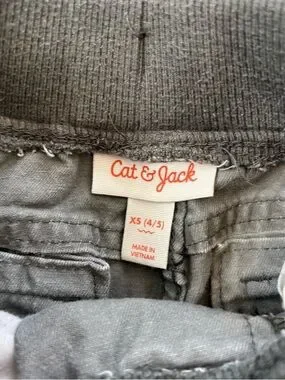 Cat & Jack
XS (4/5)
MADE IN
VIETNAM